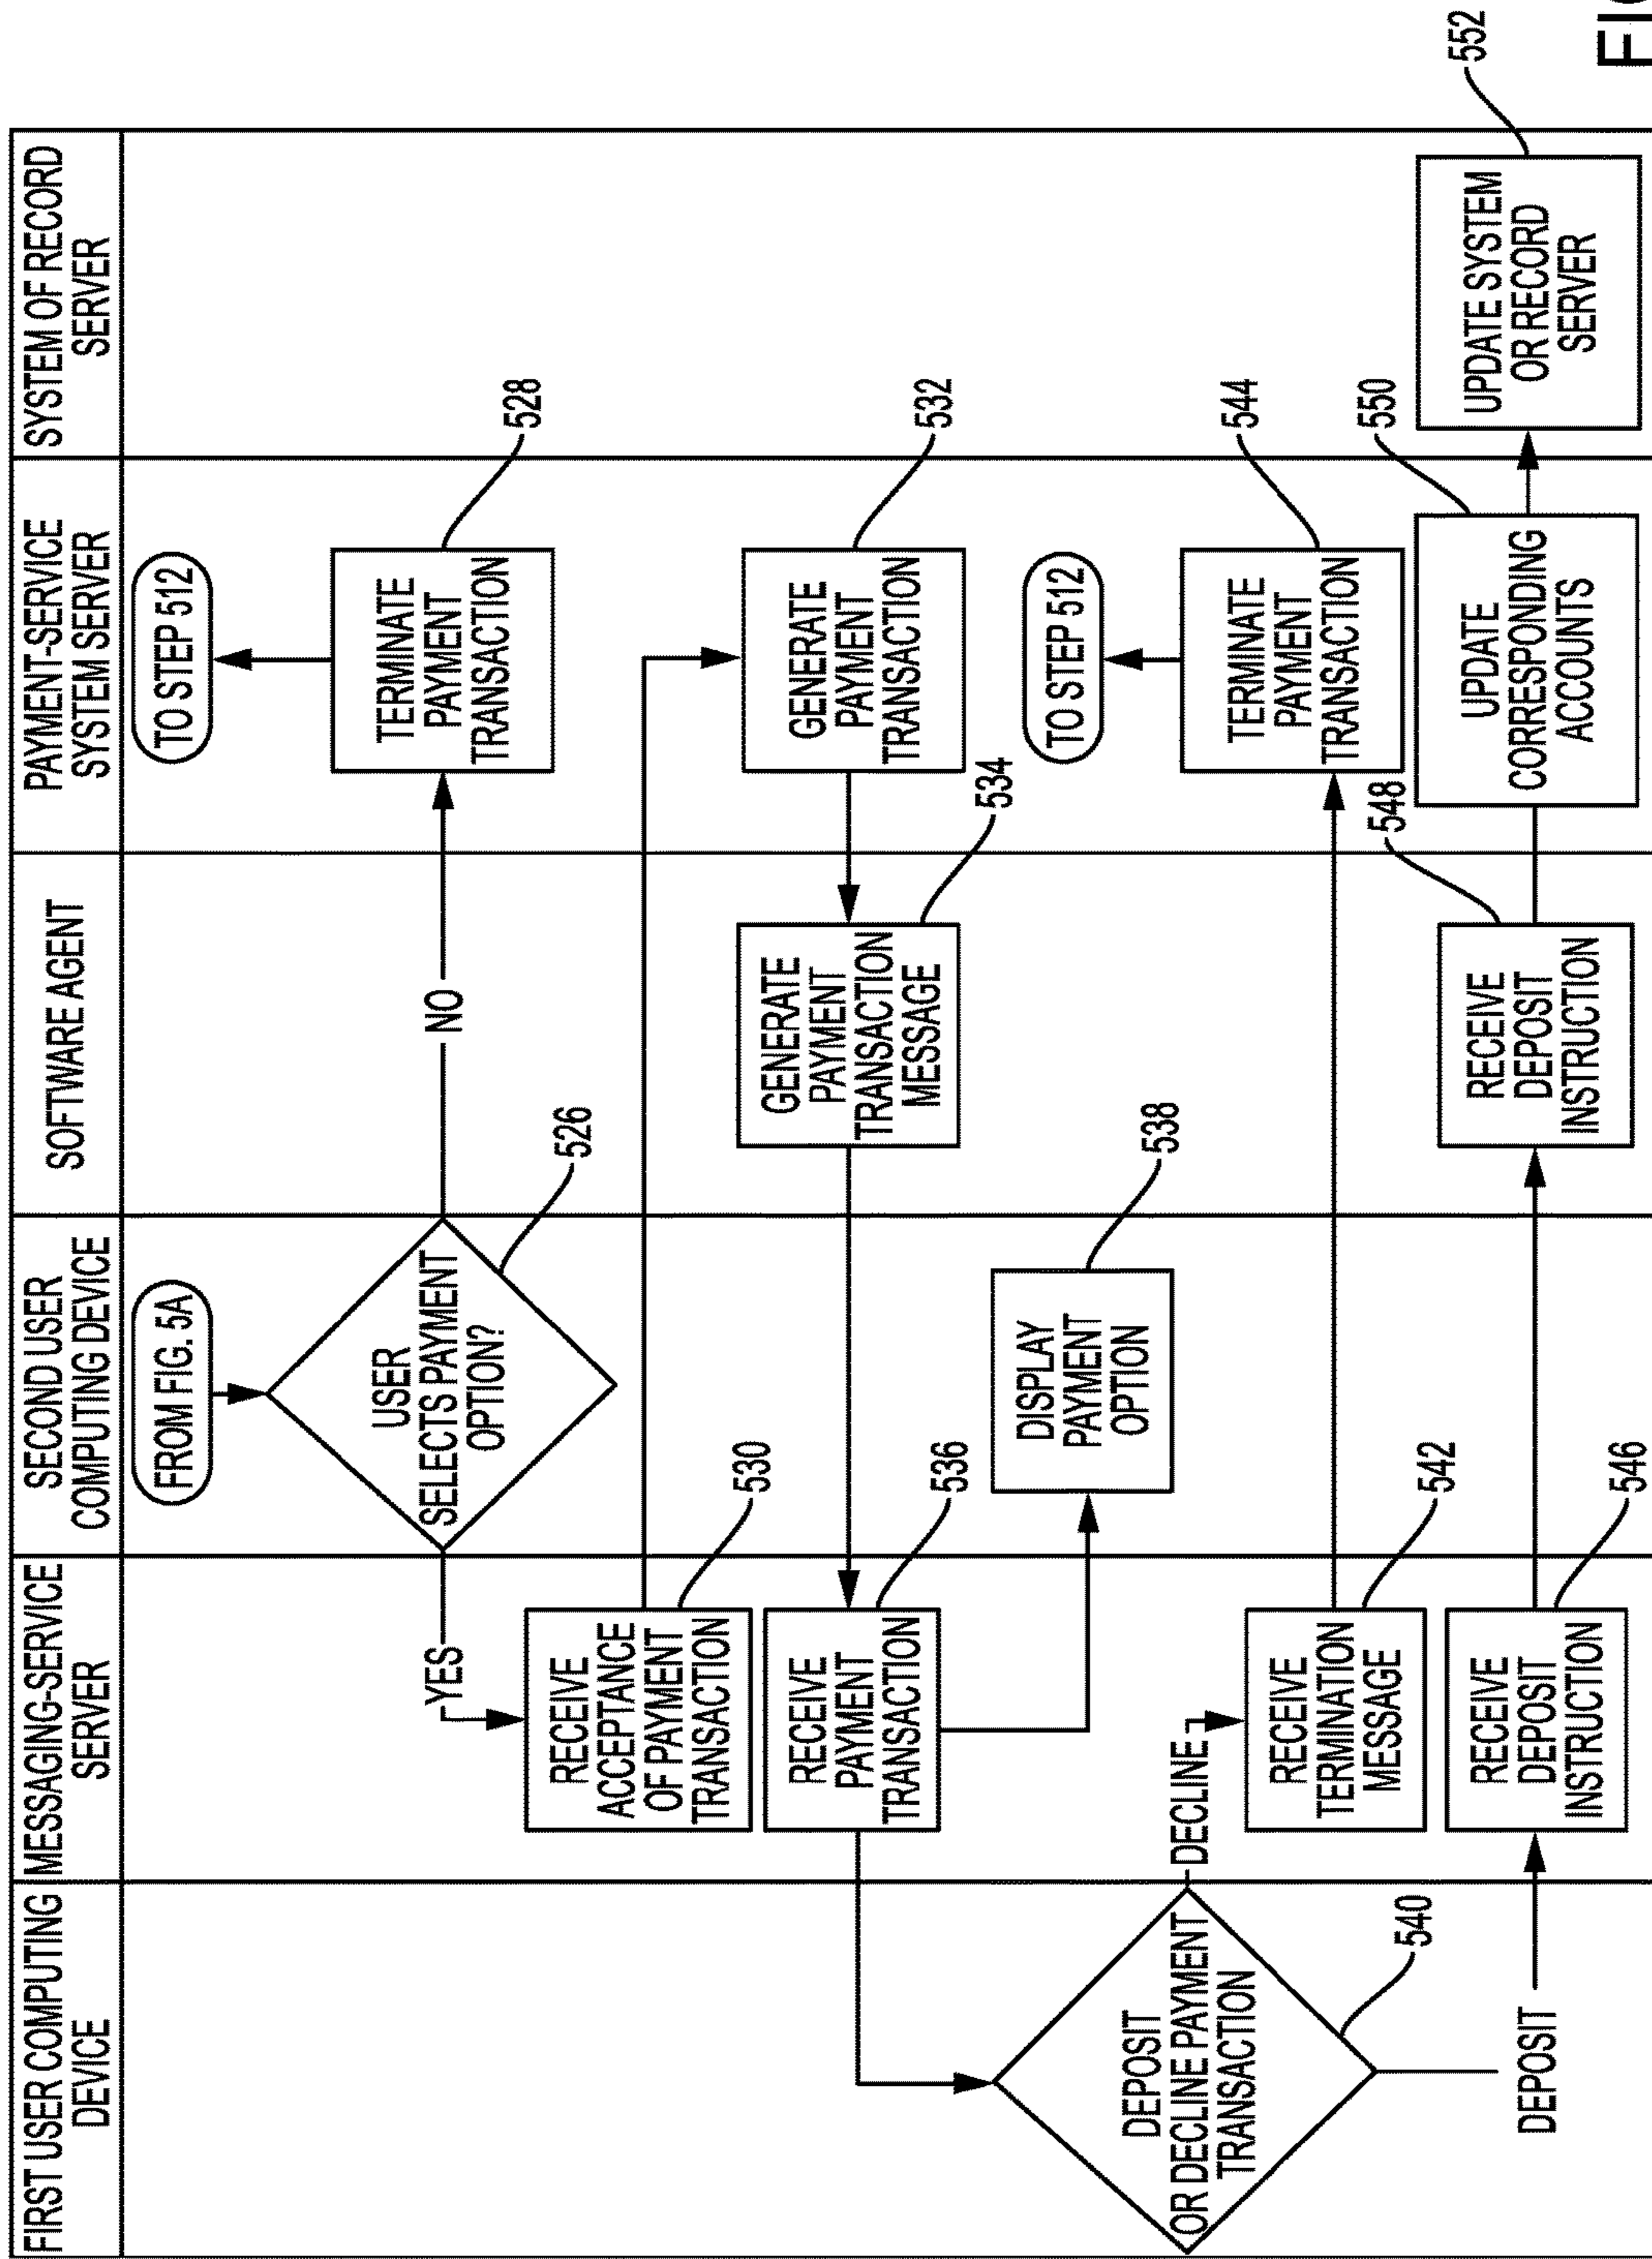 FIRST USER COMPUTING
DEVICE
MESSAGING-SERVICE
SERVER
SECOND USER
COMPUTING DEVICE
SOFTWARE AGENT
PAYMENT-SERVICE
SYSTEM SERVER
SYSTEM OF RECORD
SERVER
FROM FIG. 5A
TO STEP 512
USER
SELECTS PAYMENT
OPTION?
526
NO
TERMINATE
PAYMENT
TRANSACTION
528
YES
RECEIVE
ACCEPTANCE
OF PAYMENT
TRANSACTION
530
GENERATE
PAYMENT
TRANSACTION
532
GENERATE
PAYMENT
TRANSACTION
MESSAGE
534
RECEIVE
PAYMENT
TRANSACTION
536
DISPLAY
PAYMENT
OPTION
538
DEPOSIT
OR DECLINE PAYMENT
TRANSACTION
540
DECLINE
RECEIVE
TERMINATION
MESSAGE
542
TERMINATE
PAYMENT
TRANSACTION
544
TO STEP 512
DEPOSIT
RECEIVE
DEPOSIT
INSTRUCTION
546
RECEIVE
DEPOSIT
INSTRUCTION
548
UPDATE
CORRESPONDING
ACCOUNTS
550
UPDATE SYSTEM
OR RECORD
SERVER
552